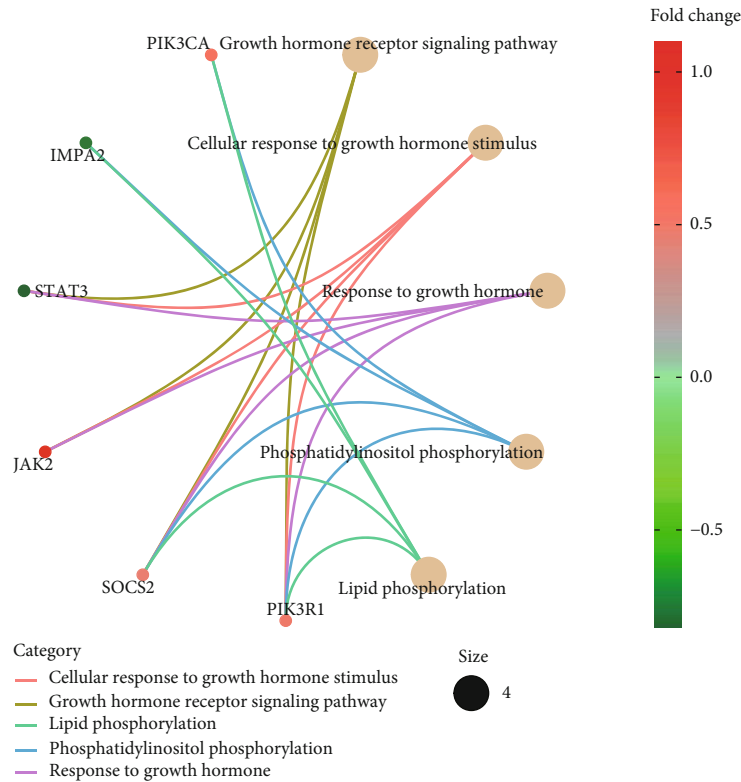 Fold change
PIK3CA
Growth hormone receptor signaling pathway
1.0
Cellular response to growth hormone stimulus
IMPA2
0.5
STAT3
Response to growth hormone
0.0
JAK2
Phosphatidylinositol phosphorylation
−0.5
SOCS2
Lipid phosphorylation
PIK3R1
Category
Cellular response to growth hormone stimulus
Growth hormone receptor signaling pathway
Lipid phosphorylation
Phosphatidylinositol phosphorylation
Response to growth hormone
Size
4